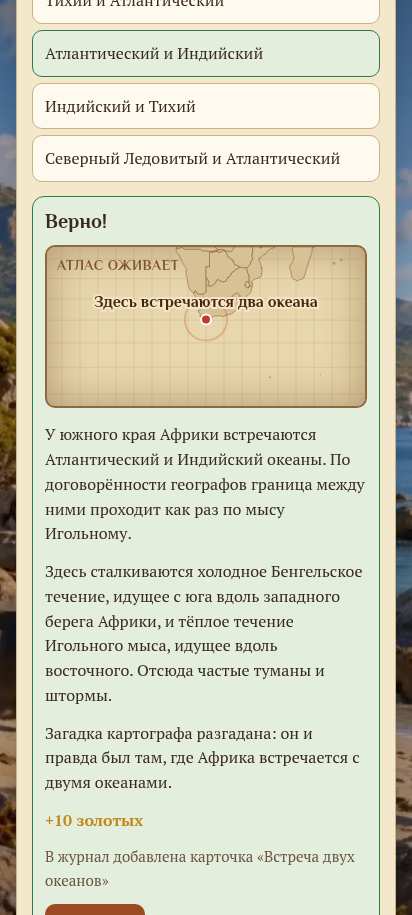 Тихий и Атлантический
Атлантический и Индийский
Индийский и Тихий
Северный Ледовитый и Атлантический
Верно!
АТЛАС ОЖИВАЕТ
Здесь встречаются два океана
У южного края Африки встречаются
Атлантический и Индийский океаны. По
договорённости географов граница между
ними проходит как раз по мысу
Игольному.
Здесь сталкиваются холодное Бенгельское
течение, идущее с юга вдоль западного
берега Африки, и тёплое течение
Игольного мыса, идущее вдоль
восточного. Отсюда частые туманы и
штормы.
Загадка картографа разгадана: он и
правда был там, где Африка встречается с
двумя океанами.
+10 золотых
В журнал добавлена карточка «Встреча двух
океанов»